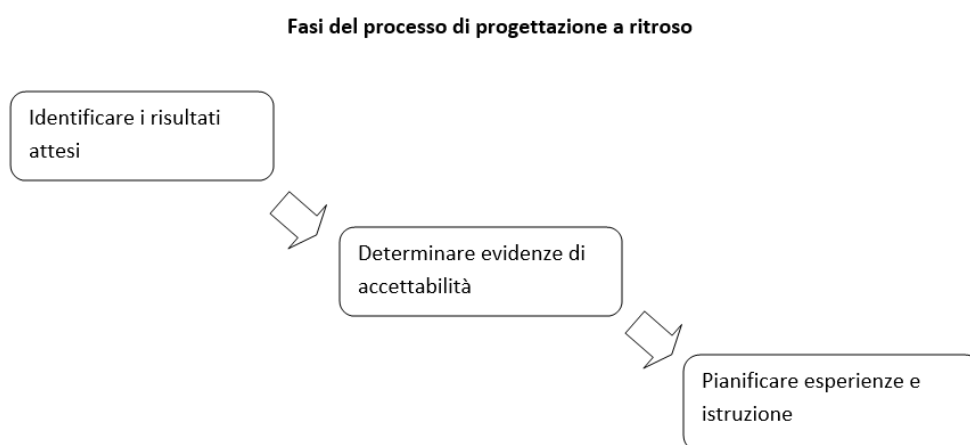 Fasi del processo di progettazione a ritroso
Identificare i risultati
attesi
Determinare evidenze di
accettabilità
Pianificare esperienze e
istruzione